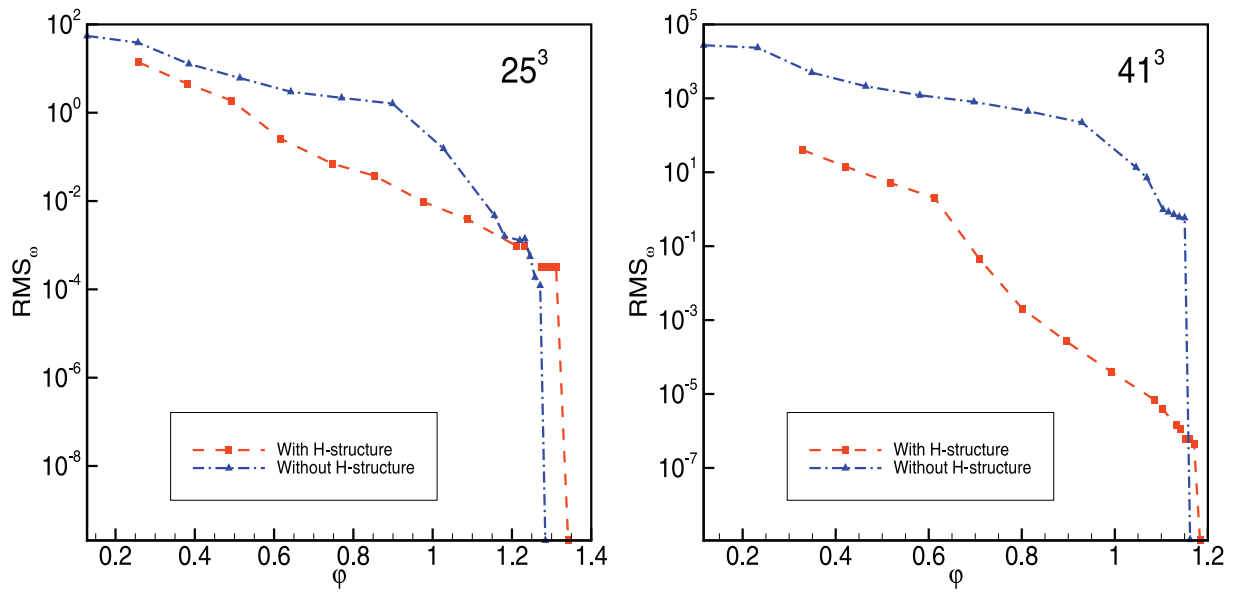 10^2
10^0
10^-2
10^-4
10^-6
10^-8
RMS_ω
25^3
With H-structure
Without H-structure
0.2 0.4 0.6 0.8 1 1.2 1.4
φ
10^5
10^3
10^1
10^-1
10^-3
10^-5
10^-7
RMS_ω
41^3
With H-structure
Without H-structure
0.2 0.4 0.6 0.8 1 1.2
φ